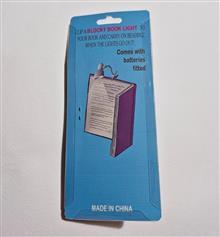 CLIP A BLOCKY BOOK LIGHT TO
YOUR BOOK AND CARRY ON READING
WHEN THE LIGHTS GO OUT!
Comes with
batteries
fitted
MADE IN CHINA